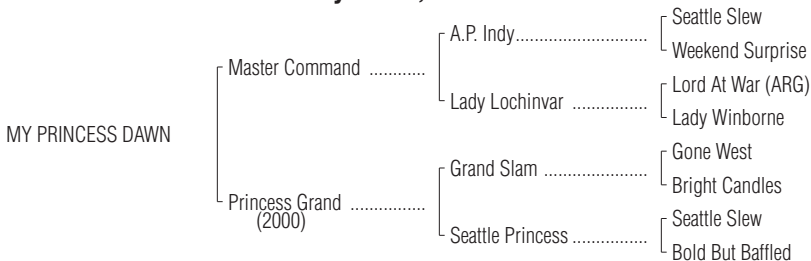 Seattle Slew
A.P. Indy
Weekend Surprise
Master Command
Lord At War (ARG)
Lady Lochinvar
Lady Winborne
MY PRINCESS DAWN
Gone West
Grand Slam
Bright Candles
Princess Grand
(2000)
Seattle Slew
Seattle Princess
Bold But Baffled